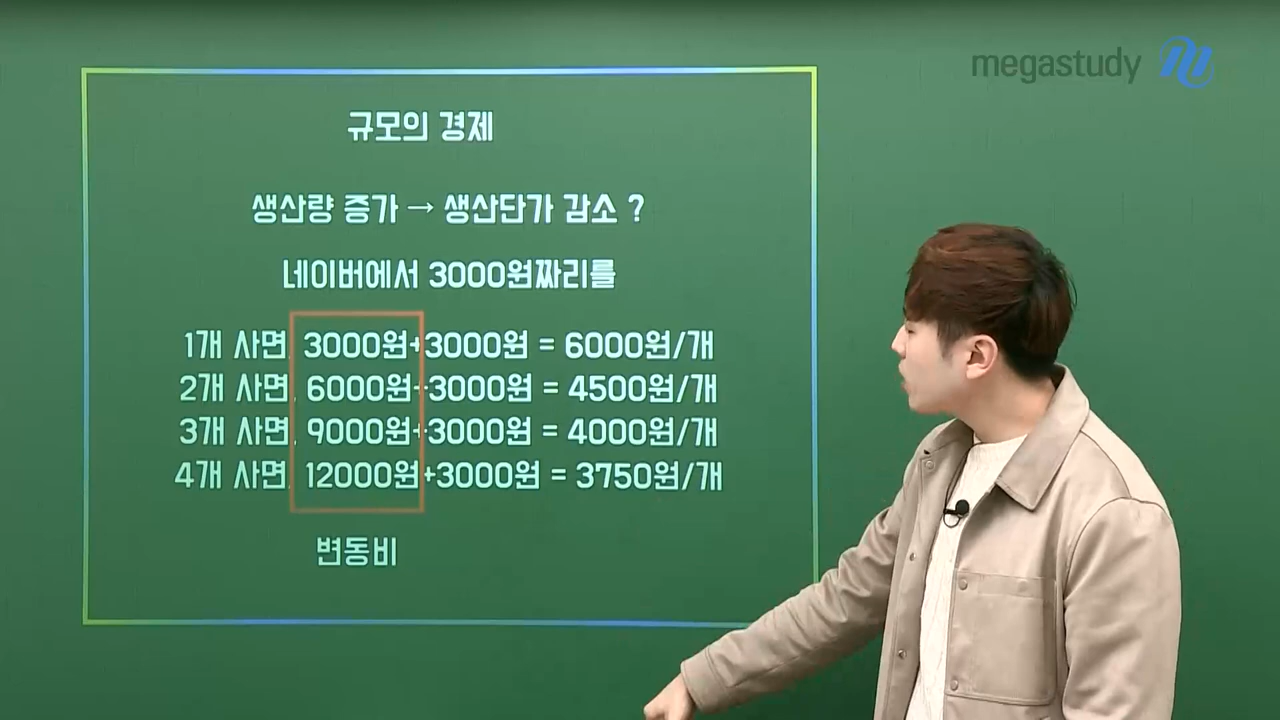 megastudy
규모의 경제
생산량 증가 → 생산단가 감소 ?
네이버에서 3000원짜리를
1개 사면, 3000원+3000원 = 6000원/개
2개 사면, 6000원+3000원 = 4500원/개
3개 사면, 9000원+3000원 = 4000원/개
4개 사면, 12000원+3000원 = 3750원/개
변동비